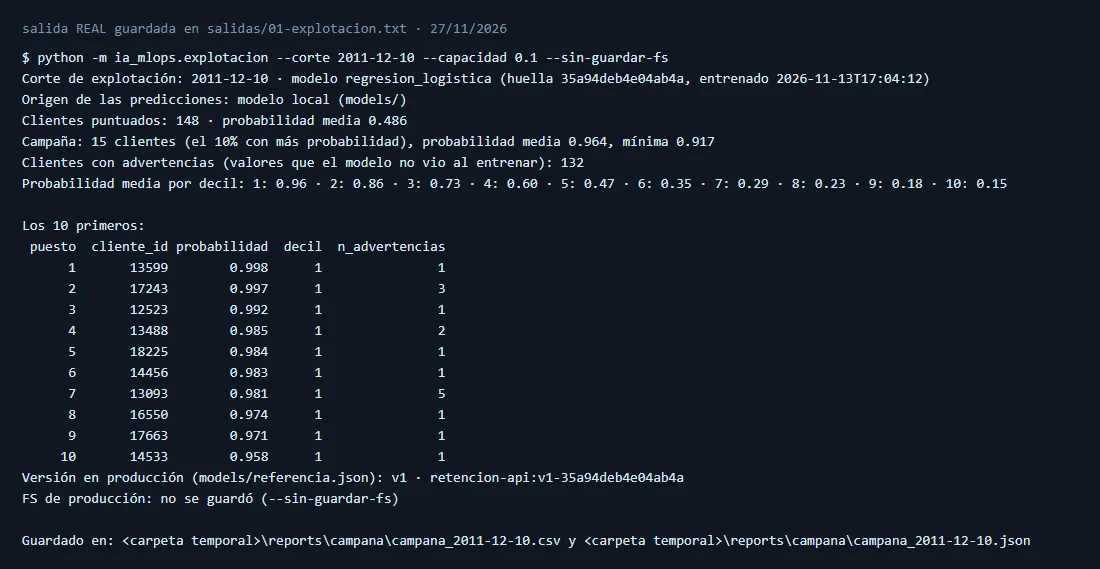 salida REAL guardada en salidas/01-explotacion.txt · 27/11/2026
$ python -m ia_mlops.explotacion --corte 2011-12-10 --capacidad 0.1 --sin-guardar-fs
Corte de explotación: 2011-12-10 · modelo regresion_logistica (huella 35a94deb4e04ab4a, entrenado 2026-11-13T17:04:12)
Origen de las predicciones: modelo local (models/)
Clientes puntuados: 148 · probabilidad media 0.486
Campaña: 15 clientes (el 10% con más probabilidad), probabilidad media 0.964, mínima 0.917
Clientes con advertencias (valores que el modelo no vio al entrenar): 132
Probabilidad media por decil: 1: 0.96 · 2: 0.86 · 3: 0.73 · 4: 0.60 · 5: 0.47 · 6: 0.35 · 7: 0.29 · 8: 0.23 · 9: 0.18 · 10: 0.15
Los 10 primeros:
puesto cliente_id probabilidad decil n_advertencias
1 13599 0.998 1 1
2 17243 0.997 1 3
3 12523 0.992 1 1
4 13488 0.985 1 2
5 18225 0.984 1 1
6 14456 0.983 1 1
7 13093 0.981 1 5
8 16550 0.974 1 1
9 17663 0.971 1 1
10 14533 0.958 1 1
Versión en producción (models/referencia.json): v1 · retencion-api:v1-35a94deb4e04ab4a
FS de producción: no se guardó (--sin-guardar-fs)
Guardado en: <carpeta temporal>\reports\campana\campana_2011-12-10.csv y <carpeta temporal>\reports\campana\campana_2011-12-10.json